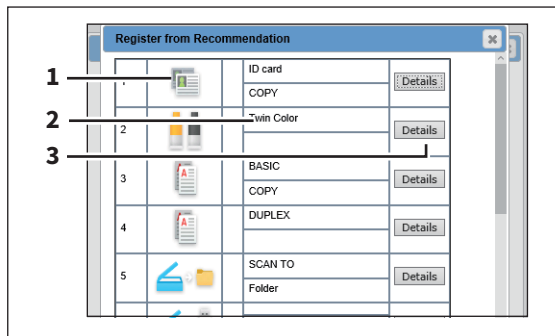 Register from Recommendation
1
1
ID card
Details
COPY
2
2
Twin Color
Details
3
3
BASIC
Details
COPY
4
DUPLEX
Details
5
SCAN TO
Details
Folder